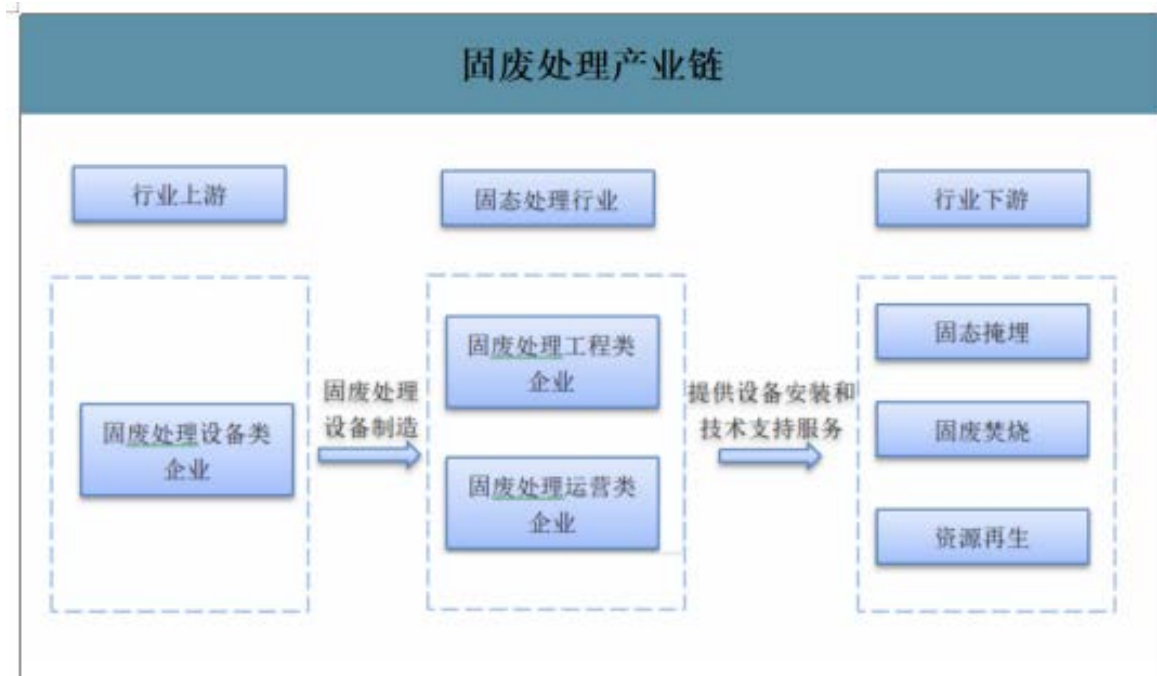 固废处理产业链
行业上游
固态处理行业
行业下游
固废处理设备类
企业
固废处理
设备制造
固废处理工程类
企业
固废处理运营类
企业
提供设备安装和
技术支持服务
固态掩埋
固废焚烧
资源再生